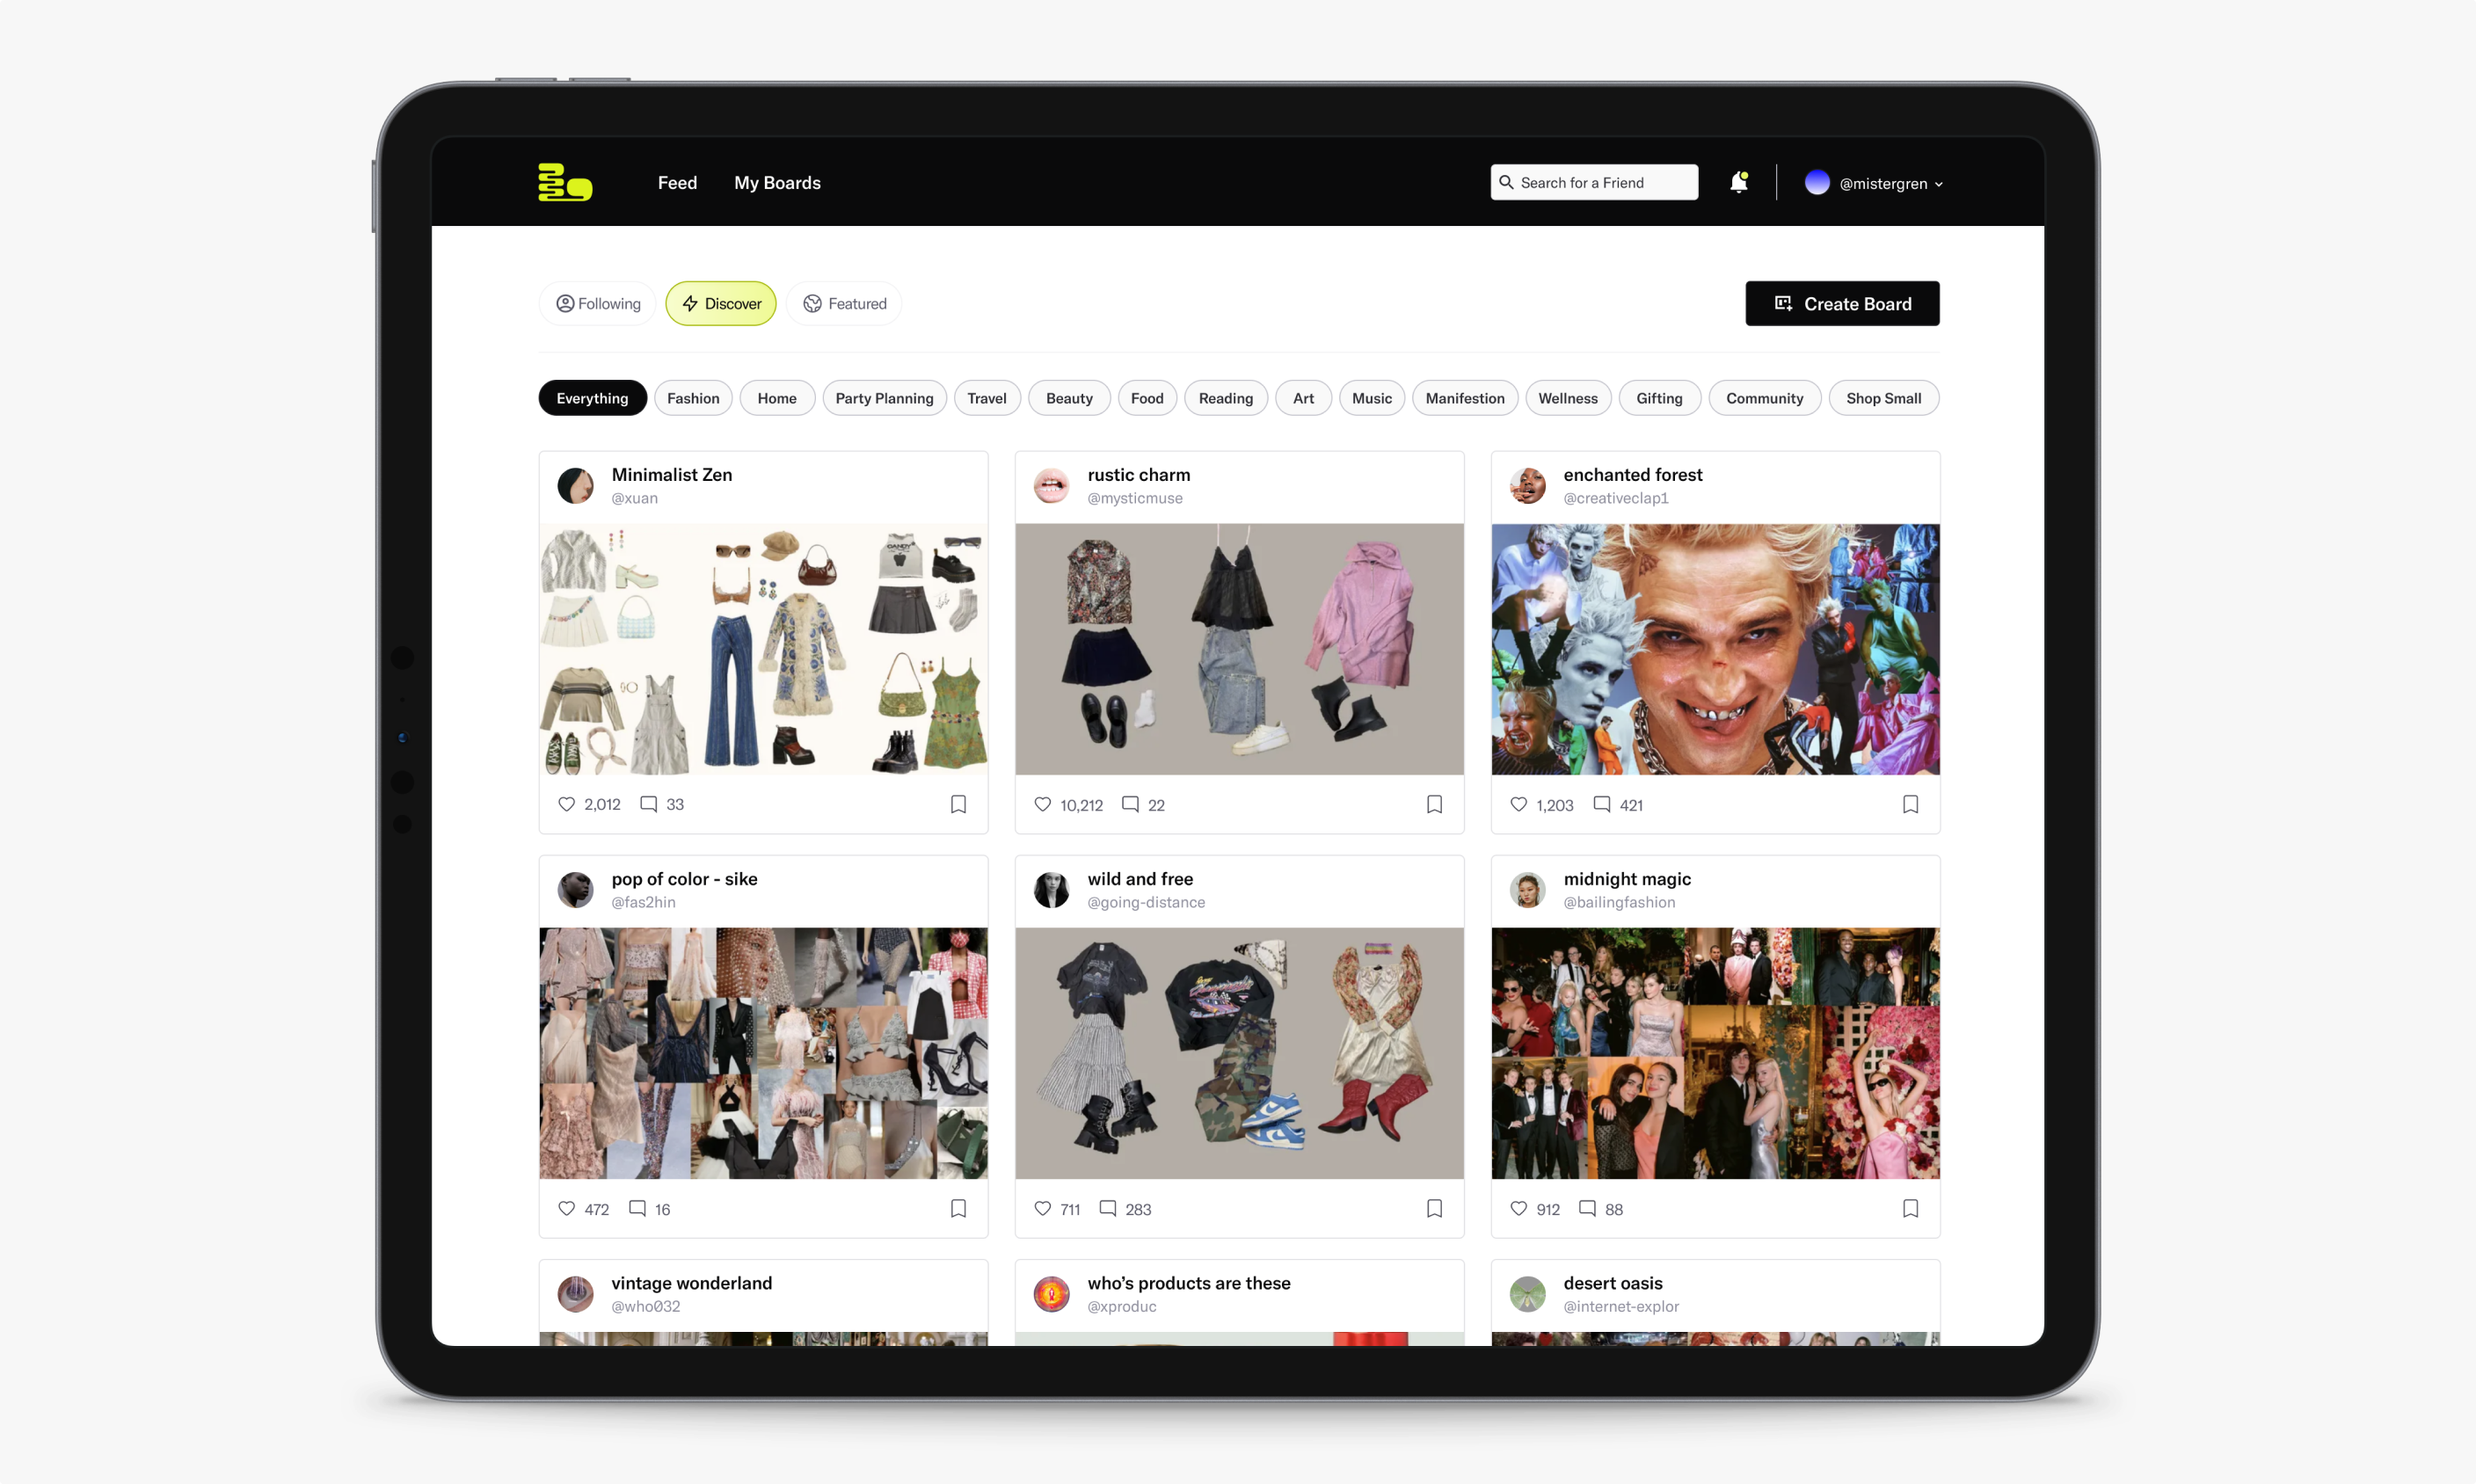 Feed
My Boards
Search for a Friend
@mistergren
Following
Discover
Featured
Create Board
Everything
Fashion
Home
Party Planning
Travel
Beauty
Food
Reading
Art
Music
Manifestion
Wellness
Gifting
Community
Shop Small
Minimalist Zen
@xuan
2,012
33
rustic charm
@mysticmuse
10,212
22
enchanted forest
@creativeclap1
1,203
421
pop of color - sike
@fas2hin
472
16
wild and free
@going-distance
711
283
midnight magic
@bailingfashion
912
88
vintage wonderland
@who032
who’s products are these
@xproduc
desert oasis
@internet-explor